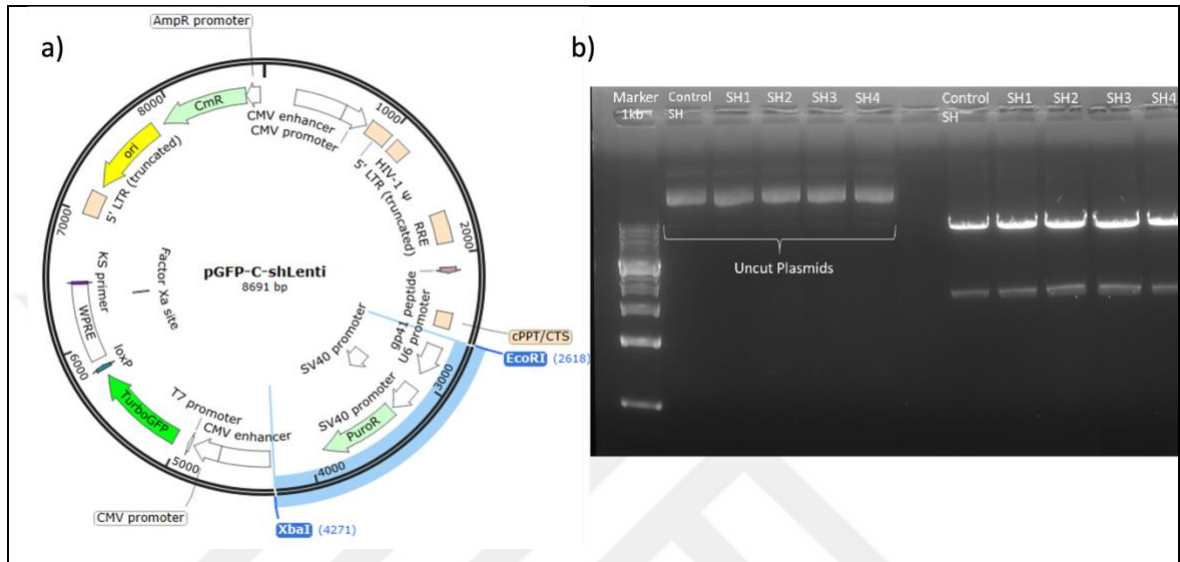 a)
AmpR promoter
CmR
8000
ori
5' LTR (truncated)
7000
CMV enhancer
CMV promoter
1000
5' LTR (truncated)
HIV-1 Ψ
RRE
2000
gp41 peptide
cPPT/CTS
U6 promoter
EcoRI (2618)
3000
pGFP-C-shLenti
8691 bp
SV40 promoter
SV40 promoter
PuroR
4000
XbaI (4271)
CMV enhancer
CMV promoter
T7 promoter
5000
TurboGFP
loxP
6000
WPRE
KS primer
Factor Xa site
b)
Marker
1kb
Control
SH
SH1
SH2
SH3
SH4
Control
SH
SH1
SH2
SH3
SH4
Uncut Plasmids